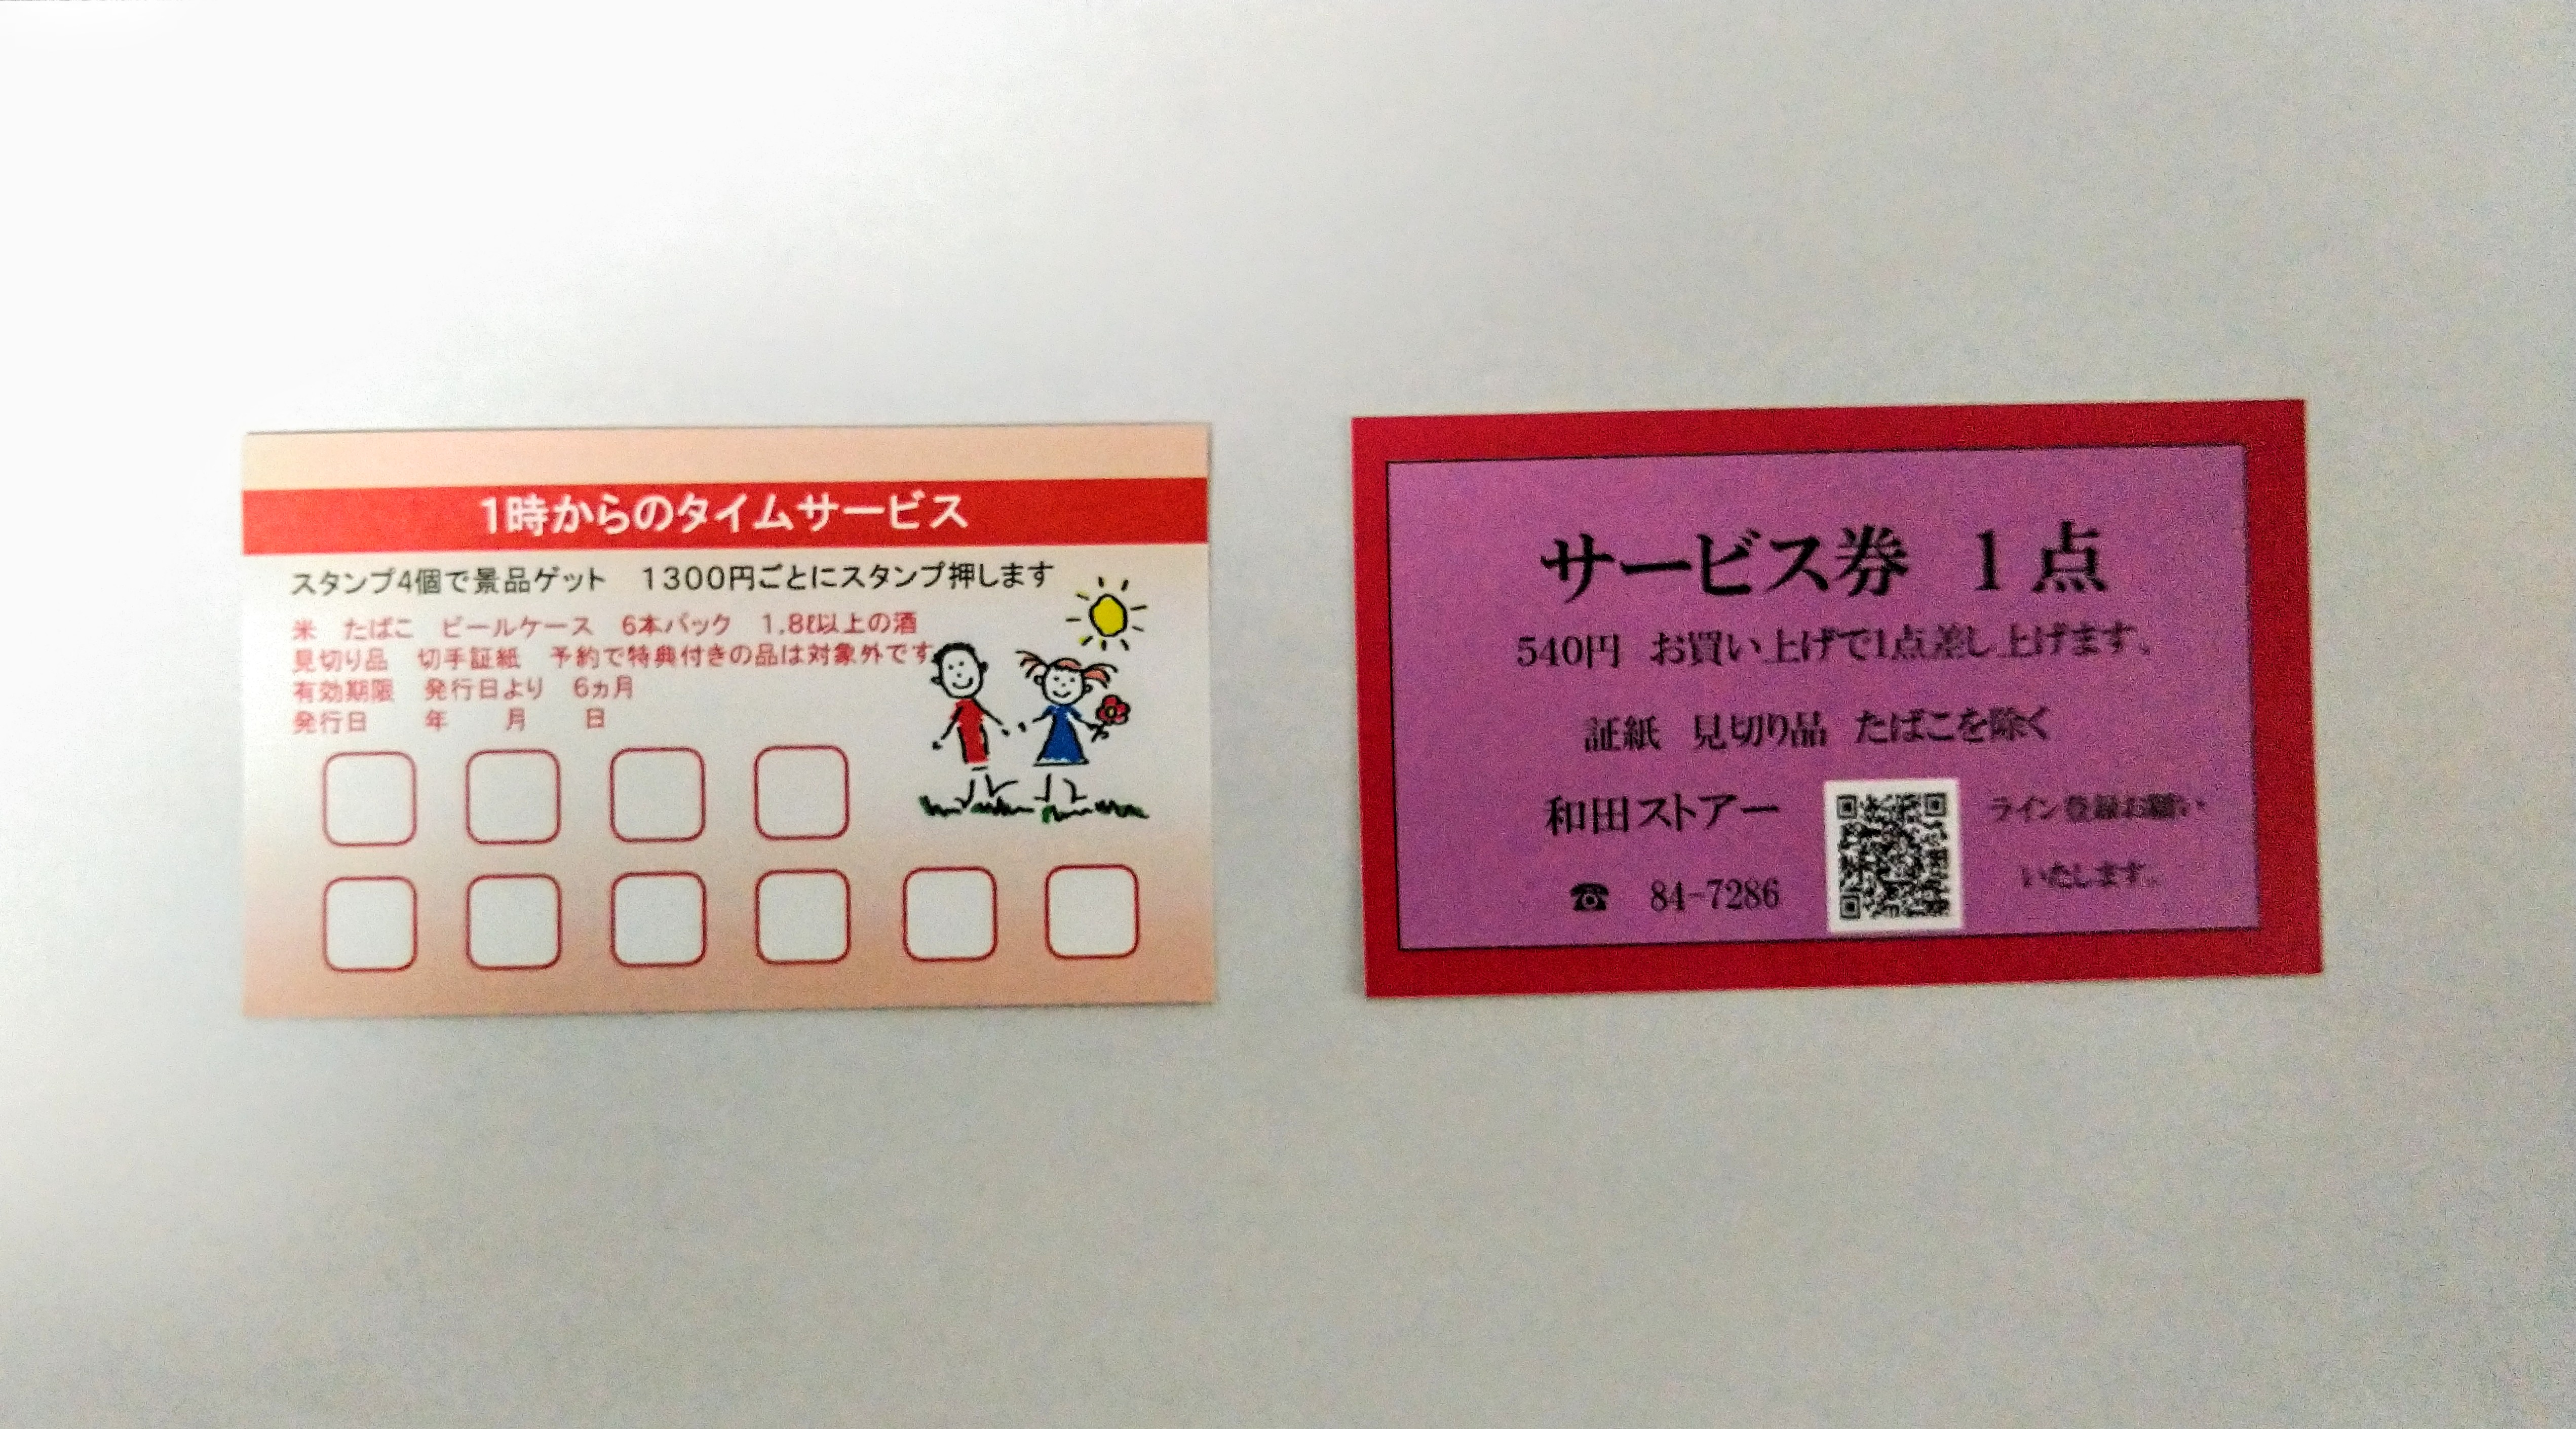 1時からのタイムサービス
スタンプ4個で景品ゲット 1300円ごとにスタンプ押します
米 たばこ ビールケース 6本パック 1.8ℓ以上の酒
見切り品 切手証紙 予約で特典付きの品は対象外です
有効期限 発行日より 6ヵ月
発行日 年 月 日
サービス券 1点
540円 お買い上げで1点差し上げます。
証紙 見切り品 たばこを除く
和田ストアー
☎ 84-7286
ライン登録お願い
いたします。